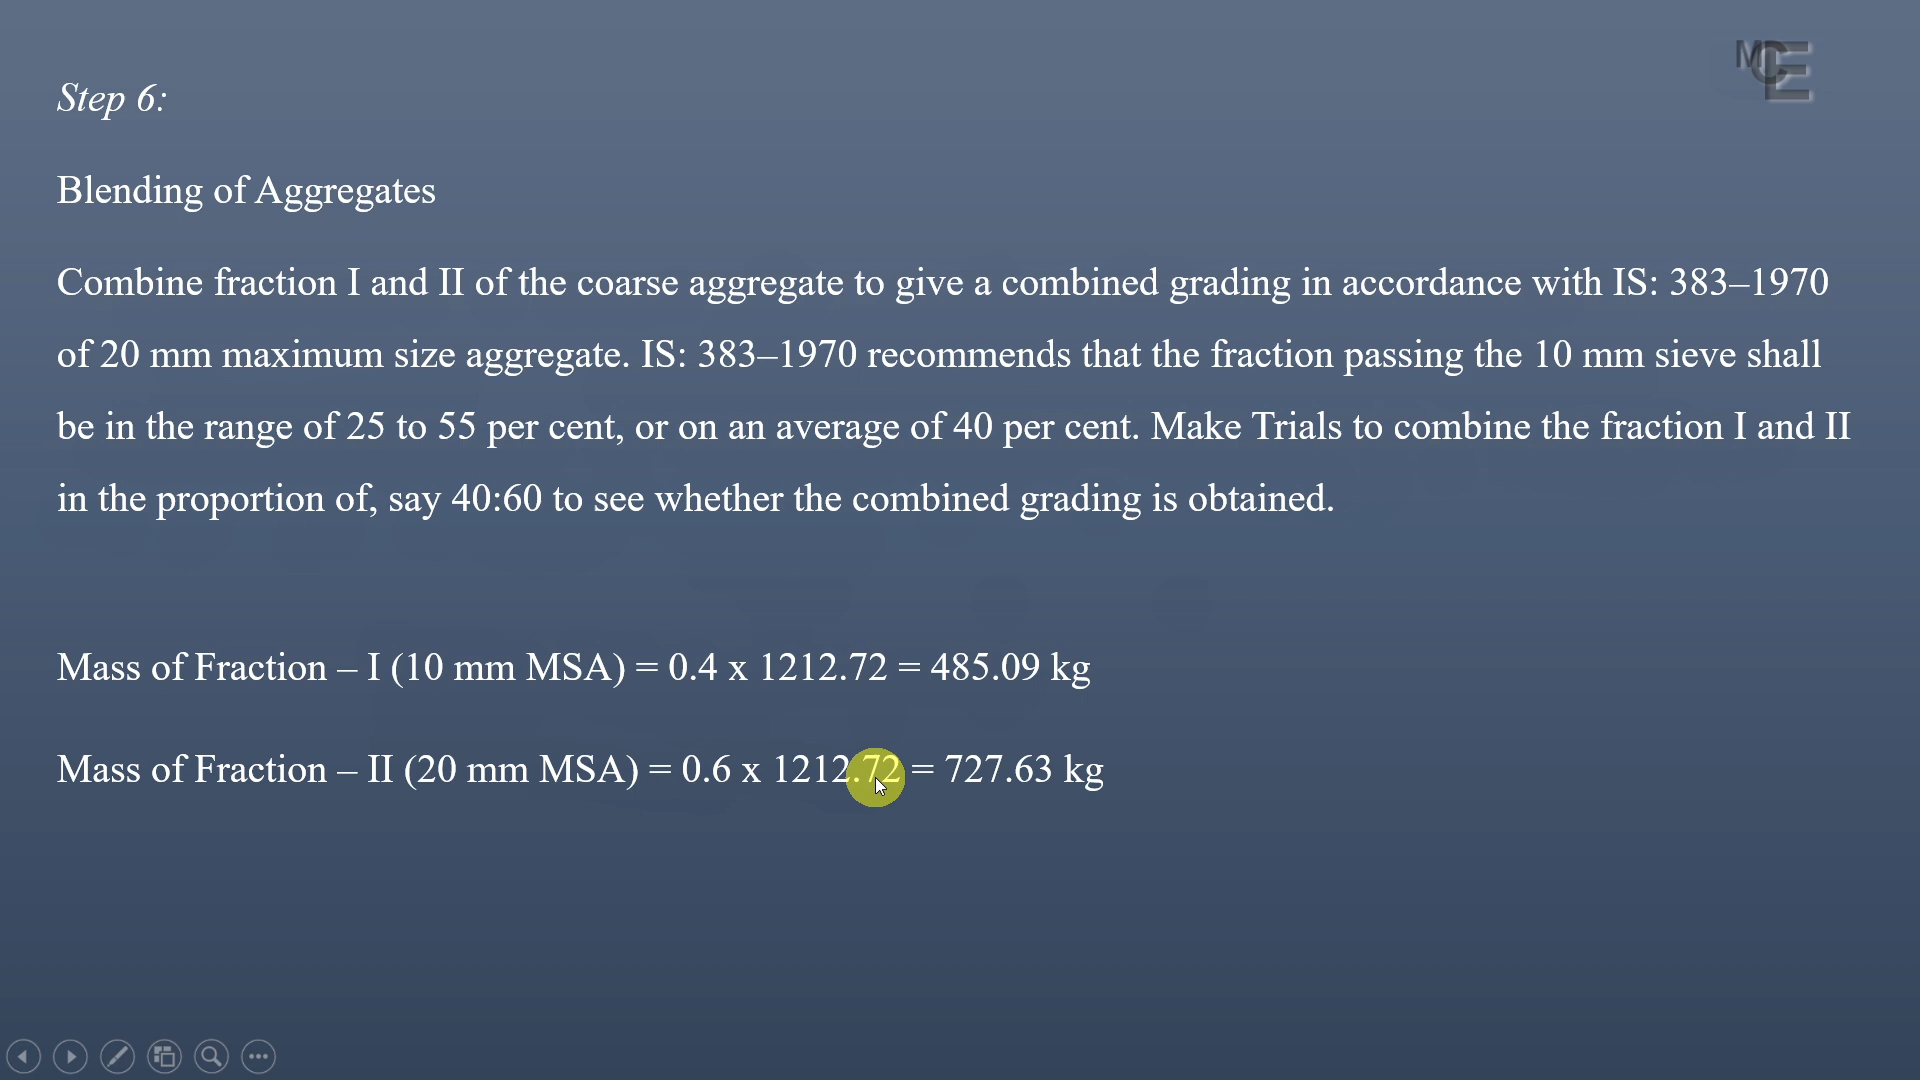 MCE
Step 6:
Blending of Aggregates
Combine fraction I and II of the coarse aggregate to give a combined grading in accordance with IS: 383–1970
of 20 mm maximum size aggregate. IS: 383–1970 recommends that the fraction passing the 10 mm sieve shall
be in the range of 25 to 55 per cent, or on an average of 40 per cent. Make Trials to combine the fraction I and II
in the proportion of, say 40:60 to see whether the combined grading is obtained.
Mass of Fraction – I (10 mm MSA) = 0.4 x 1212.72 = 485.09 kg
Mass of Fraction – II (20 mm MSA) = 0.6 x 1212.72 = 727.63 kg